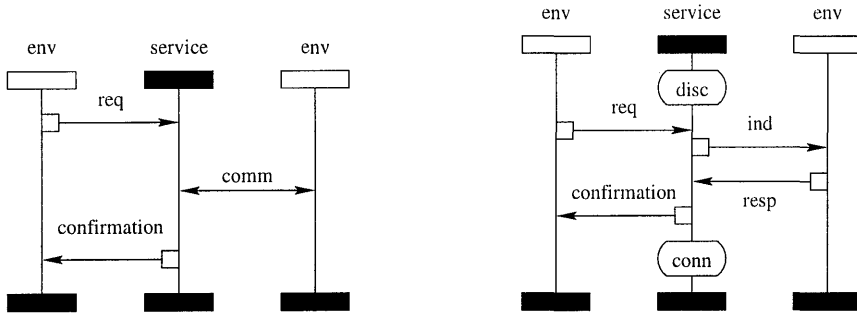 env
service
env
req
comm
confirmation
env
service
env
disc
req
ind
confirmation
resp
conn